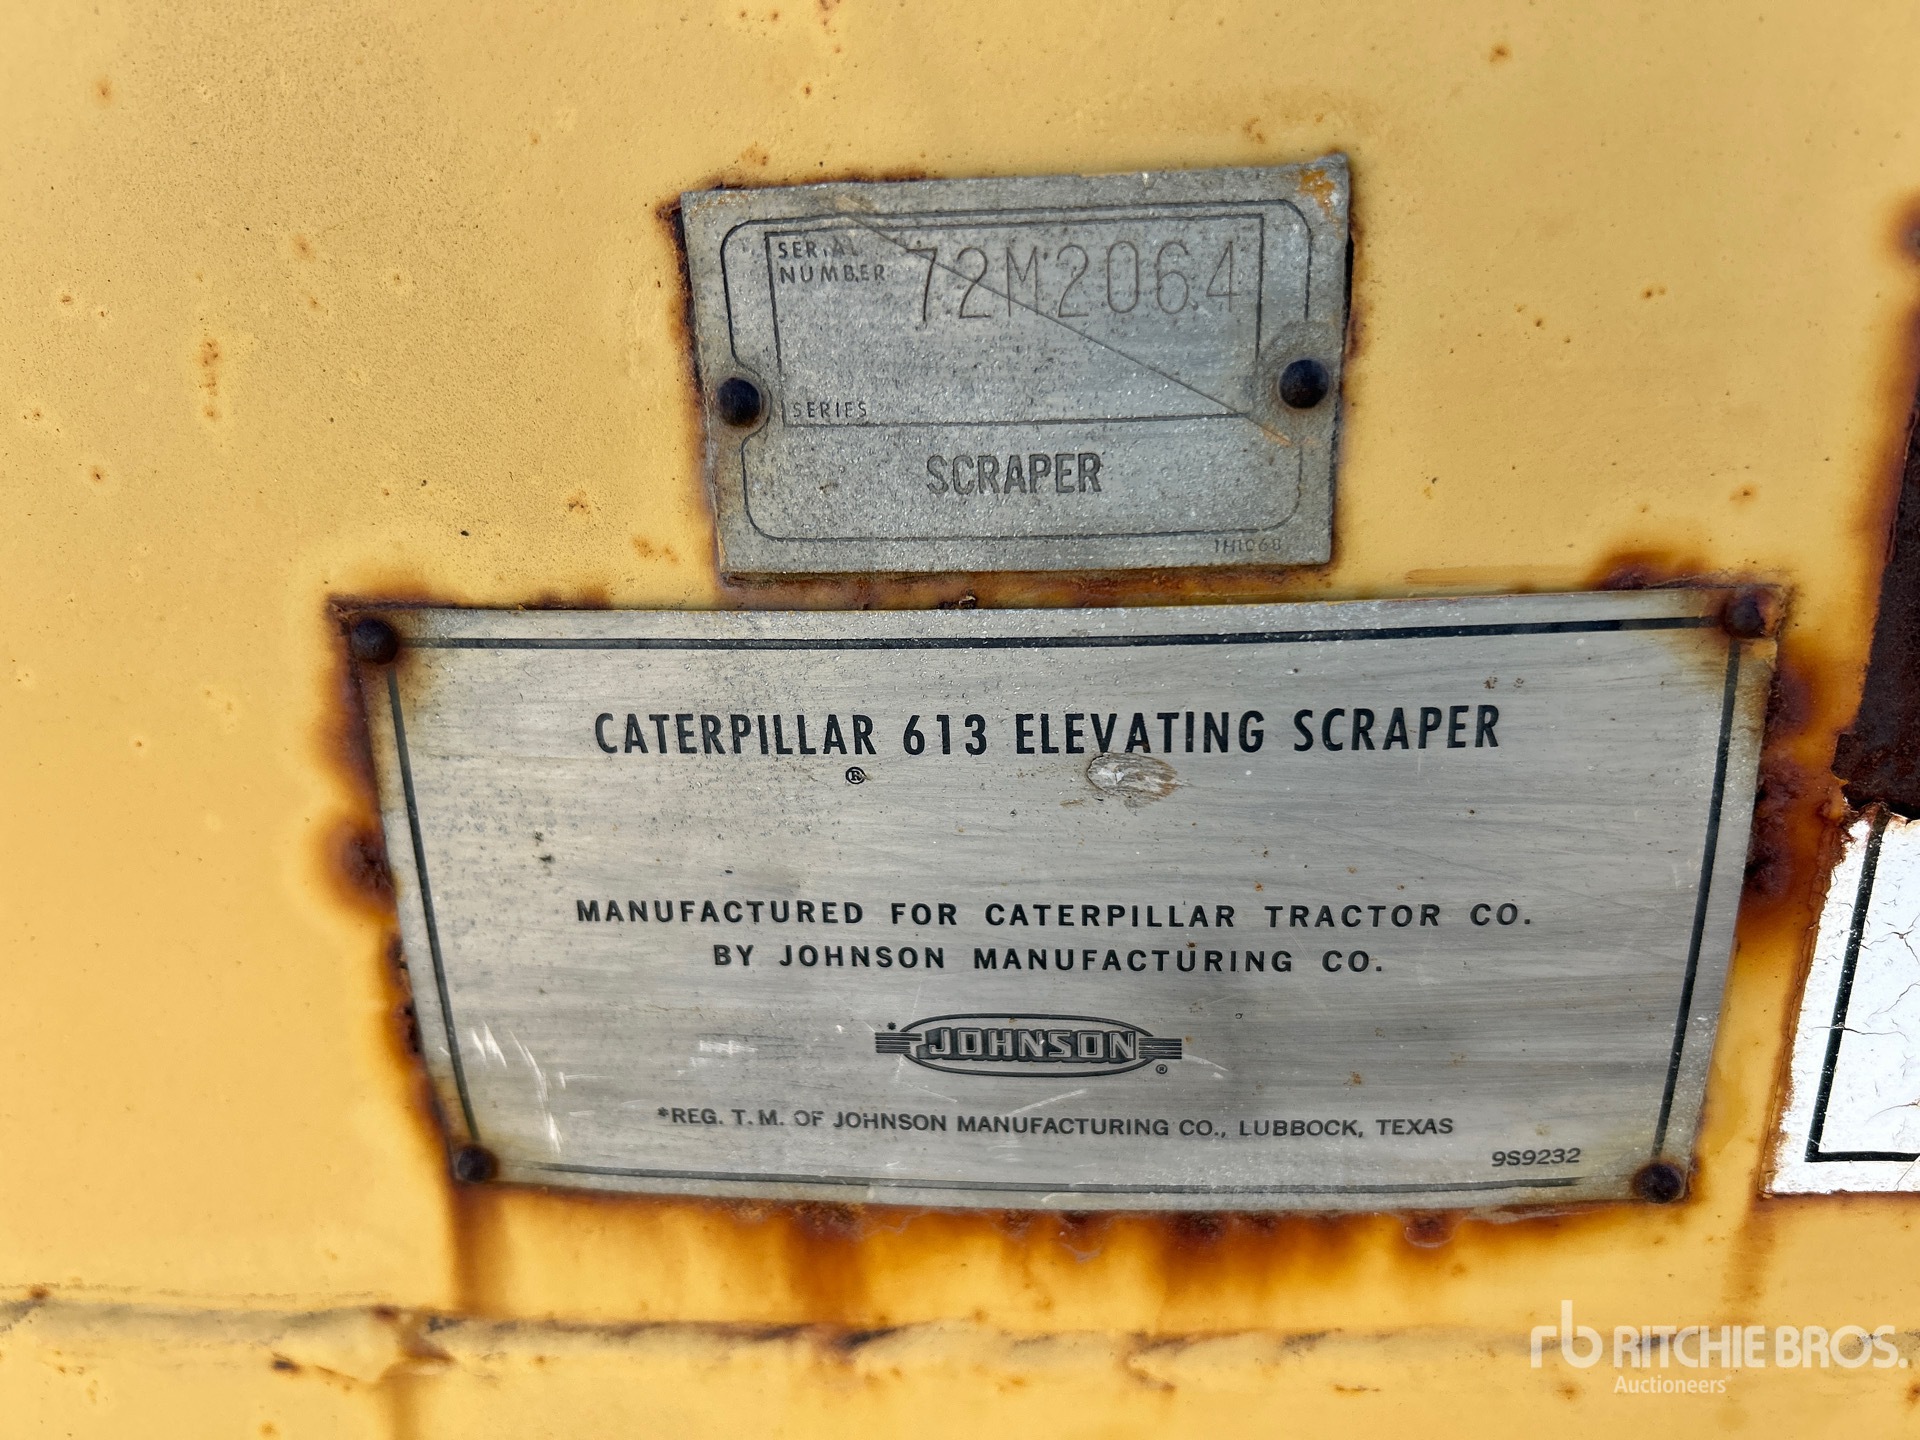 SERIAL
NUMBER 72M2064
SERIES
SCRAPER
1H1068
CATERPILLAR 613 ELEVATING SCRAPER
®
MANUFACTURED FOR CATERPILLAR TRACTOR CO.
BY JOHNSON MANUFACTURING CO.
* JOHNSON ®
*REG. T. M. OF JOHNSON MANUFACTURING CO., LUBBOCK, TEXAS
9S9232
rb RITCHIE BROS.
Auctioneers